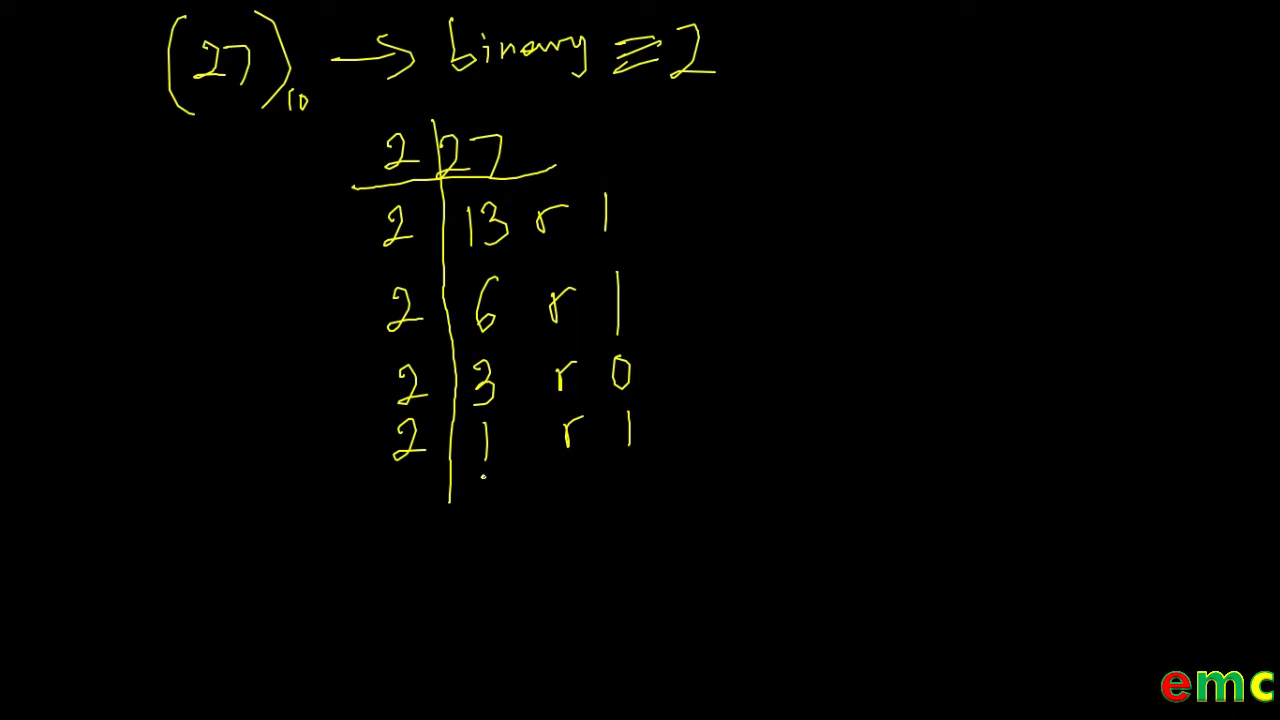 (27)10 → binary ≡ 2
2 27
2 13 r 1
2 6 r 1
2 3 r 0
2 1 r 1
emc